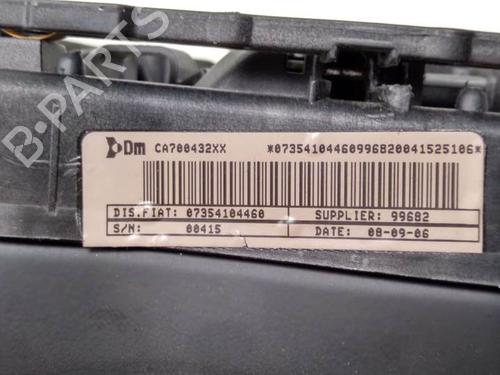 B-PARTS
Dm CA700432XX *07354104460996820041525106*
DIS.FIAT: 07354104460 SUPPLIER: 99682
S/N: 00415 DATE: 08-09-06